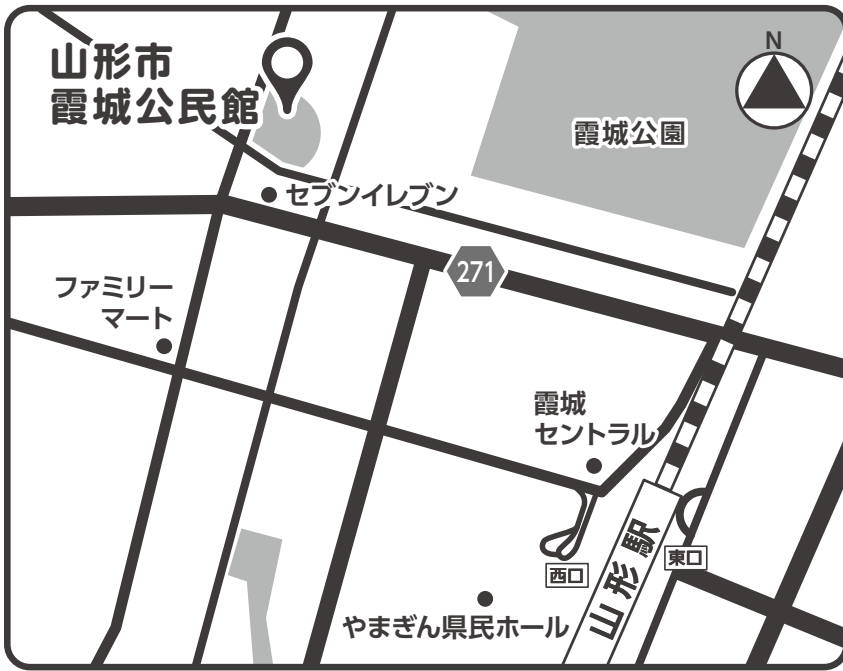 山形市
霞城公民館
N
霞城公園
セブンイレブン
271
ファミリー
マート
霞城
セントラル
山形駅
東口
西口
やまぎん県民ホール